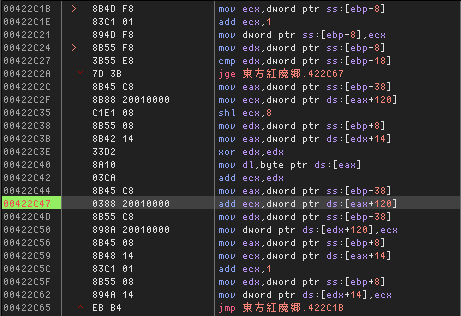 00422C1B > 8B4D F8 mov ecx,dword ptr ss:[ebp-8]
00422C1E 83C1 01 add ecx,1
00422C21 894D F8 mov dword ptr ss:[ebp-8],ecx
00422C24 > 8B55 F8 mov edx,dword ptr ss:[ebp-8]
00422C27 3B55 E8 cmp edx,dword ptr ss:[ebp-18]
00422C2A 7D 3B jge 東方紅魔郷.422C67
00422C2C 8B45 C8 mov eax,dword ptr ss:[ebp-38]
00422C2F 8B88 20010000 mov ecx,dword ptr ds:[eax+120]
00422C35 C1E1 08 shl ecx,8
00422C38 8B55 08 mov edx,dword ptr ss:[ebp+8]
00422C3B 8B42 14 mov eax,dword ptr ds:[edx+14]
00422C3E 33D2 xor edx,edx
00422C40 8A10 mov dl,byte ptr ds:[eax]
00422C42 03CA add ecx,edx
00422C44 8B45 C8 mov eax,dword ptr ss:[ebp-38]
00422C47 0388 20010000 add ecx,dword ptr ds:[eax+120]
00422C4D 8B55 C8 mov edx,dword ptr ss:[ebp-38]
00422C50 898A 20010000 mov dword ptr ds:[edx+120],ecx
00422C56 8B45 08 mov eax,dword ptr ss:[ebp+8]
00422C59 8B48 14 mov ecx,dword ptr ds:[eax+14]
00422C5C 83C1 01 add ecx,1
00422C5F 8B55 08 mov edx,dword ptr ss:[ebp+8]
00422C62 894A 14 mov dword ptr ds:[edx+14],ecx
00422C65 EB B4 jmp 東方紅魔郷.422C1B